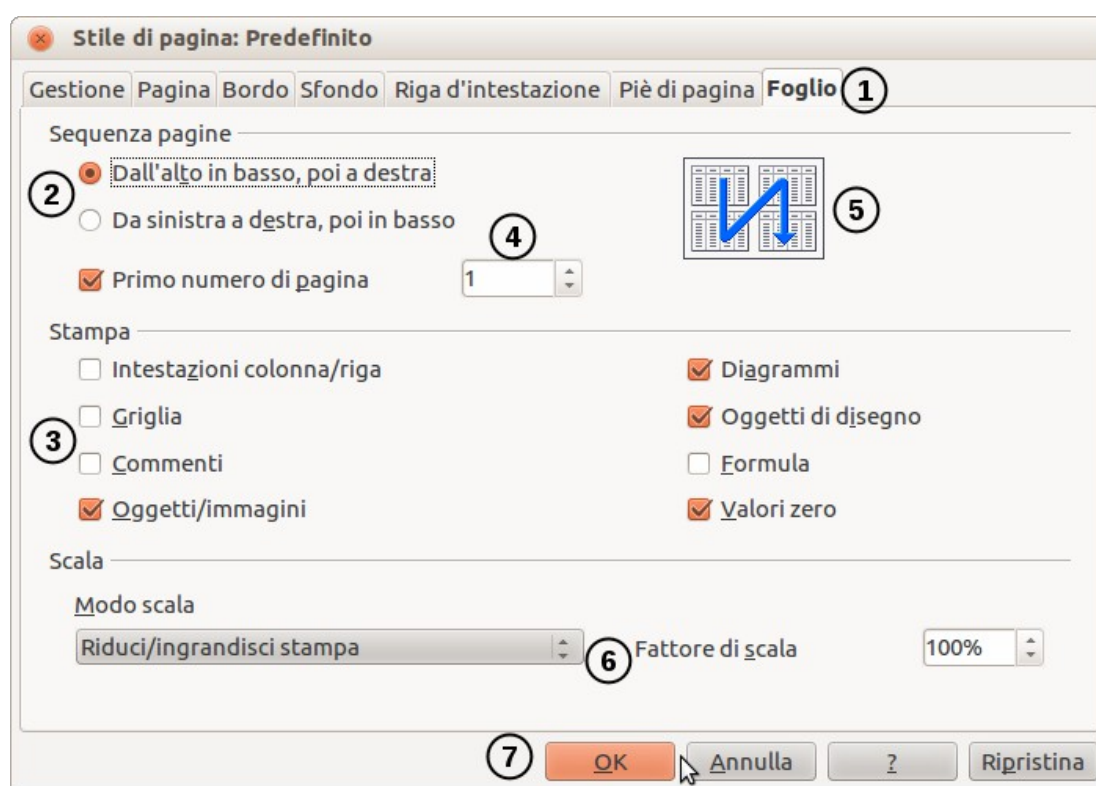 Stile di pagina: Predefinito
Gestione Pagina Bordo Sfondo Riga d'intestazione Piè di pagina Foglio 1
Sequenza pagine
2 Dall'alto in basso, poi a destra
5
Da sinistra a destra, poi in basso
4
Primo numero di pagina 1
Stampa
Intestazioni colonna/riga Diagrammi
Griglia Oggetti di disegno
3
Commenti Formula
Oggetti/immagini Valori zero
Scala
Modo scala
Riduci/ingrandisci stampa 6 Fattore di scala 100%
7 OK Annulla ? Ripristina